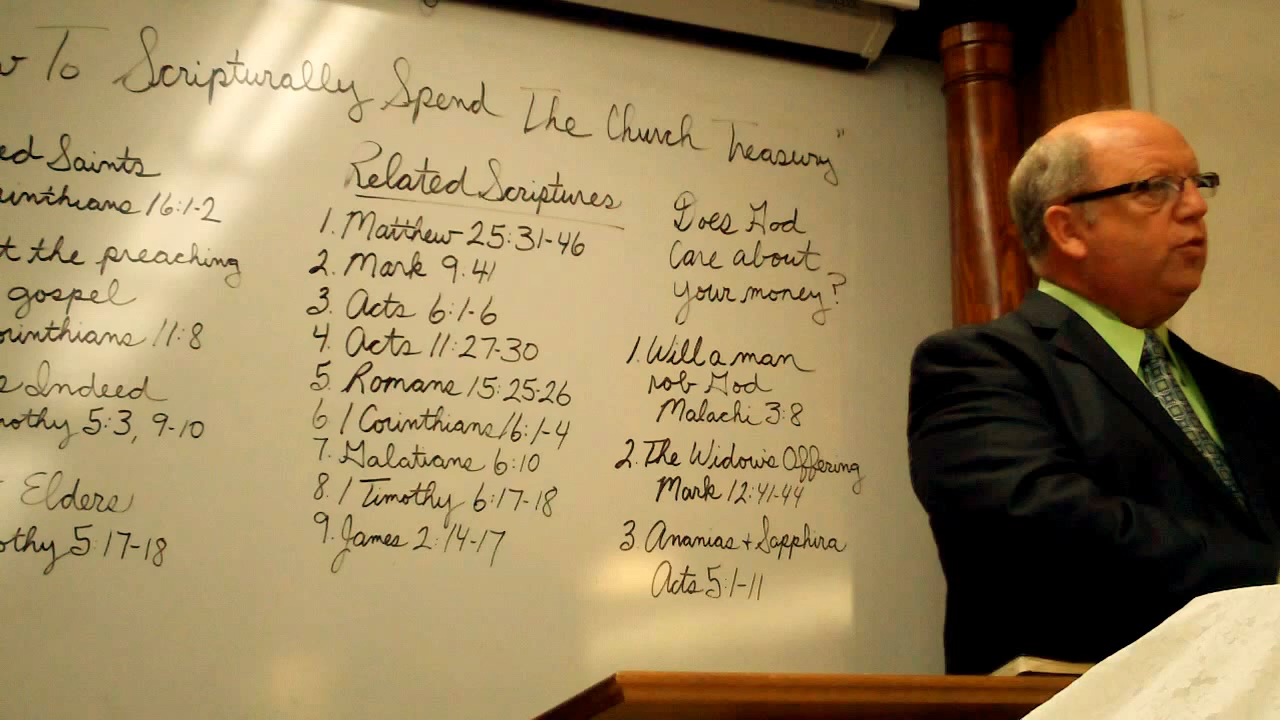 To Scripturally Spend The Church Treasury"
ed Saints
rinthians 16:1-2
t the preaching
gospel
orinthians 11:8
s Indeed
mothy 5:3, 9-10
Elders
othy 5:17-18
Related Scriptures
1. Matthew 25:31-46
2. Mark 9.41
3. Acts 6:1-6
4. Acts 11:27-30
5. Romans 15:25-26
6 1 Corinthians 16:1-4
7. Galatians 6:10
8. 1 Timothy 6:17-18
9. James 2:14-17
Does God
Care about
your money?
1. Will a man
rob God
Malachi 3:8
2. The Widows Offering
Mark 12:41-44
3 Ananias + Sapphira
Acts 5:1-11